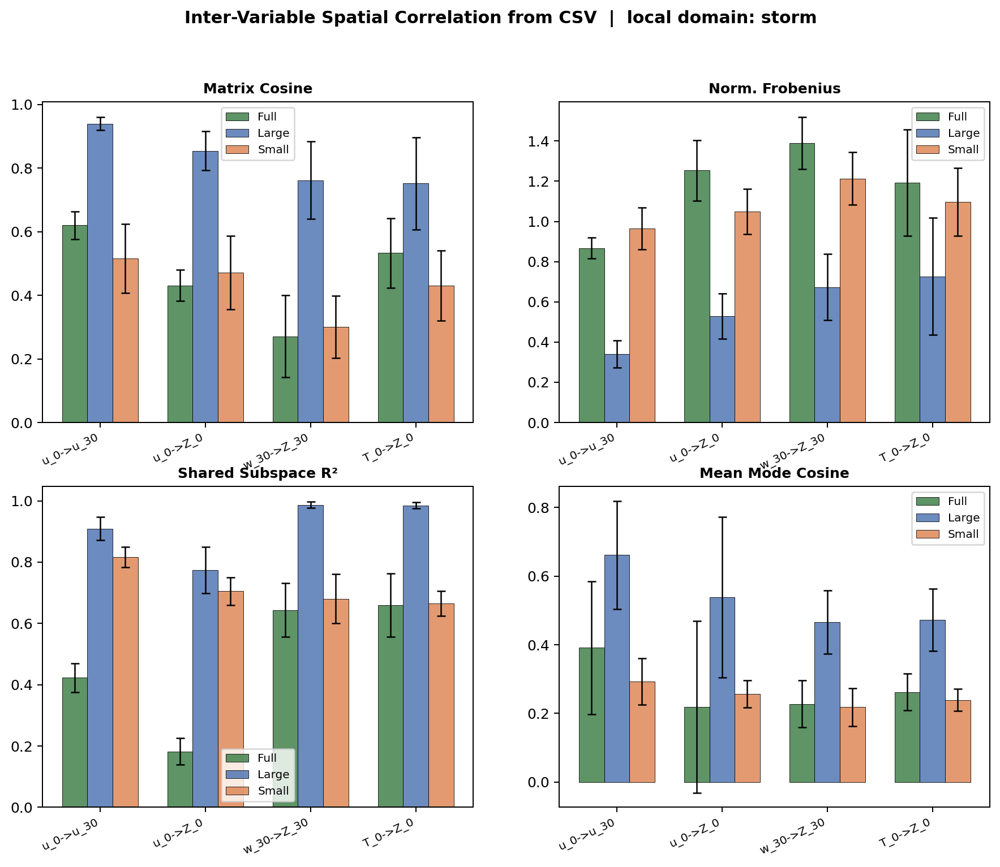 Inter-Variable Spatial Correlation from CSV | local domain: storm
Matrix Cosine
1.0
0.8
0.6
0.4
0.2
0.0
Full
Large
Small
u_0->u_30
u_0->Z_0
w_30->Z_30
T_0->Z_0
Norm. Frobenius
1.4
1.2
1.0
0.8
0.6
0.4
0.2
0.0
Full
Large
Small
u_0->u_30
u_0->Z_0
w_30->Z_30
T_0->Z_0
Shared Subspace R²
1.0
0.8
0.6
0.4
0.2
0.0
Full
Large
Small
u_0->u_30
u_0->Z_0
w_30->Z_30
T_0->Z_0
Mean Mode Cosine
0.8
0.6
0.4
0.2
0.0
Full
Large
Small
u_0->u_30
u_0->Z_0
w_30->Z_30
T_0->Z_0